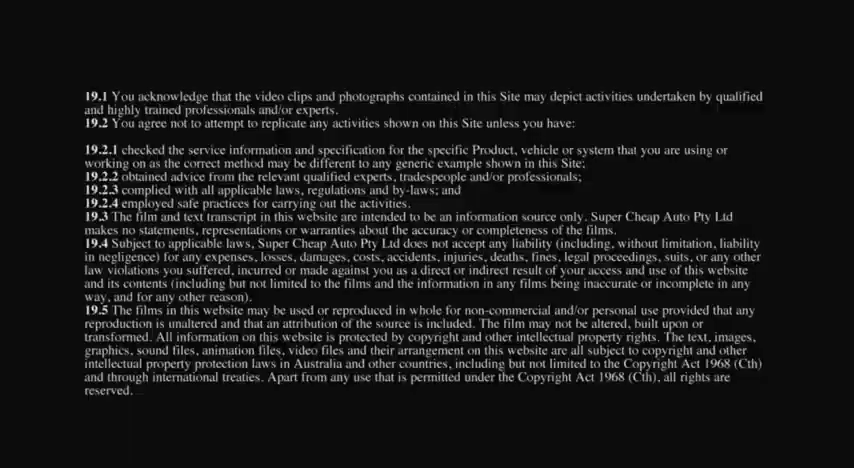 19.1 You acknowledge that the video clips and photographs contained in this Site may depict activities undertaken by qualified
and highly trained professionals and/or experts.
19.2 You agree not to attempt to replicate any activities shown on this Site unless you have:
19.2.1 checked the service information and specification for the specific Product, vehicle or system that you are using or
working on as the correct method may be different to any generic example shown in this Site;
19.2.2 obtained advice from the relevant qualified experts, tradespeople and/or professionals;
19.2.3 complied with all applicable laws, regulations and by-laws; and
19.2.4 employed safe practices for carrying out the activities.
19.3 The film and text transcript in this website are intended to be an information source only. Super Cheap Auto Pty Ltd
makes no statements, representations or warranties about the accuracy or completeness of the films.
19.4 Subject to applicable laws, Super Cheap Auto Pty Ltd does not accept any liability (including, without limitation, liability
in negligence) for any expenses, losses, damages, costs, accidents, injuries, deaths, fines, legal proceedings, suits, or any other
law violations you suffered, incurred or made against you as a direct or indirect result of your access and use of this website
and its contents (including but not limited to the films and the information in any films being inaccurate or incomplete in any
way, and for any other reason).
19.5 The films in this website may be used or reproduced in whole for non-commercial and/or personal use provided that any
reproduction is unaltered and that an attribution of the source is included. The film may not be altered, built upon or
transformed. All information on this website is protected by copyright and other intellectual property rights. The text, images,
graphics, sound files, animation files, video files and their arrangement on this website are all subject to copyright and other
intellectual property protection laws in Australia and other countries, including but not limited to the Copyright Act 1968 (Cth)
and through international treaties. Apart from any use that is permitted under the Copyright Act 1968 (Cth), all rights are
reserved.